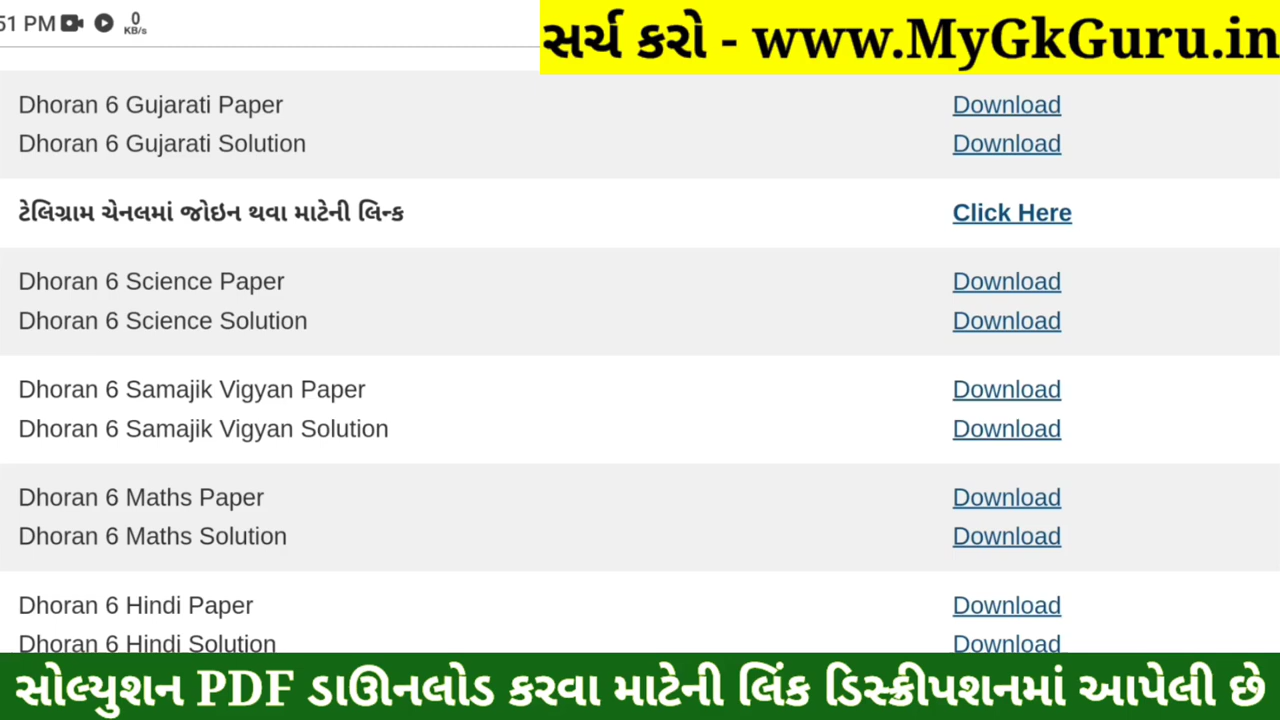 51 PM 0 KB/s
સર્ચ કરો - www.MyGkGuru.in
Dhoran 6 Gujarati Paper Download
Dhoran 6 Gujarati Solution Download
ટેલિગ્રામ ચેનલમાં જોઇન થવા માટેની લિન્ક Click Here
Dhoran 6 Science Paper Download
Dhoran 6 Science Solution Download
Dhoran 6 Samajik Vigyan Paper Download
Dhoran 6 Samajik Vigyan Solution Download
Dhoran 6 Maths Paper Download
Dhoran 6 Maths Solution Download
Dhoran 6 Hindi Paper Download
Dhoran 6 Hindi Solution Download
સોલ્યુશન PDF ડાઊનલોડ કરવા માટેની લિંક ડિસ્ક્રીપશનમાં આપેલી છે